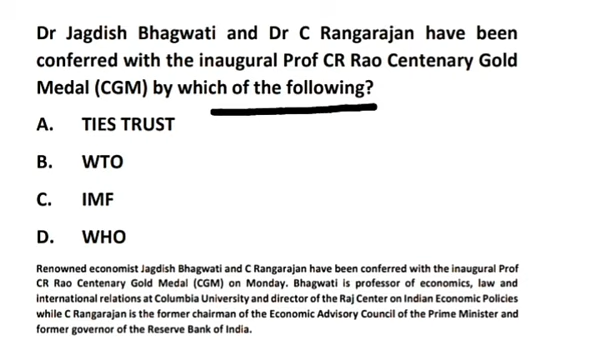 Dr Jagdish Bhagwati and Dr C Rangarajan have been
conferred with the inaugural Prof CR Rao Centenary Gold
Medal (CGM) by which of the following?
A. TIES TRUST
B. WTO
C. IMF
D. WHO
Renowned economist Jagdish Bhagwati and C Rangarajan have been conferred with the inaugural Prof
CR Rao Centenary Gold Medal (CGM) on Monday. Bhagwati is professor of economics, law and
international relations at Columbia University and director of the Raj Center on Indian Economic Policies
while C Rangarajan is the former chairman of the Economic Advisory Council of the Prime Minister and
former governor of the Reserve Bank of India.